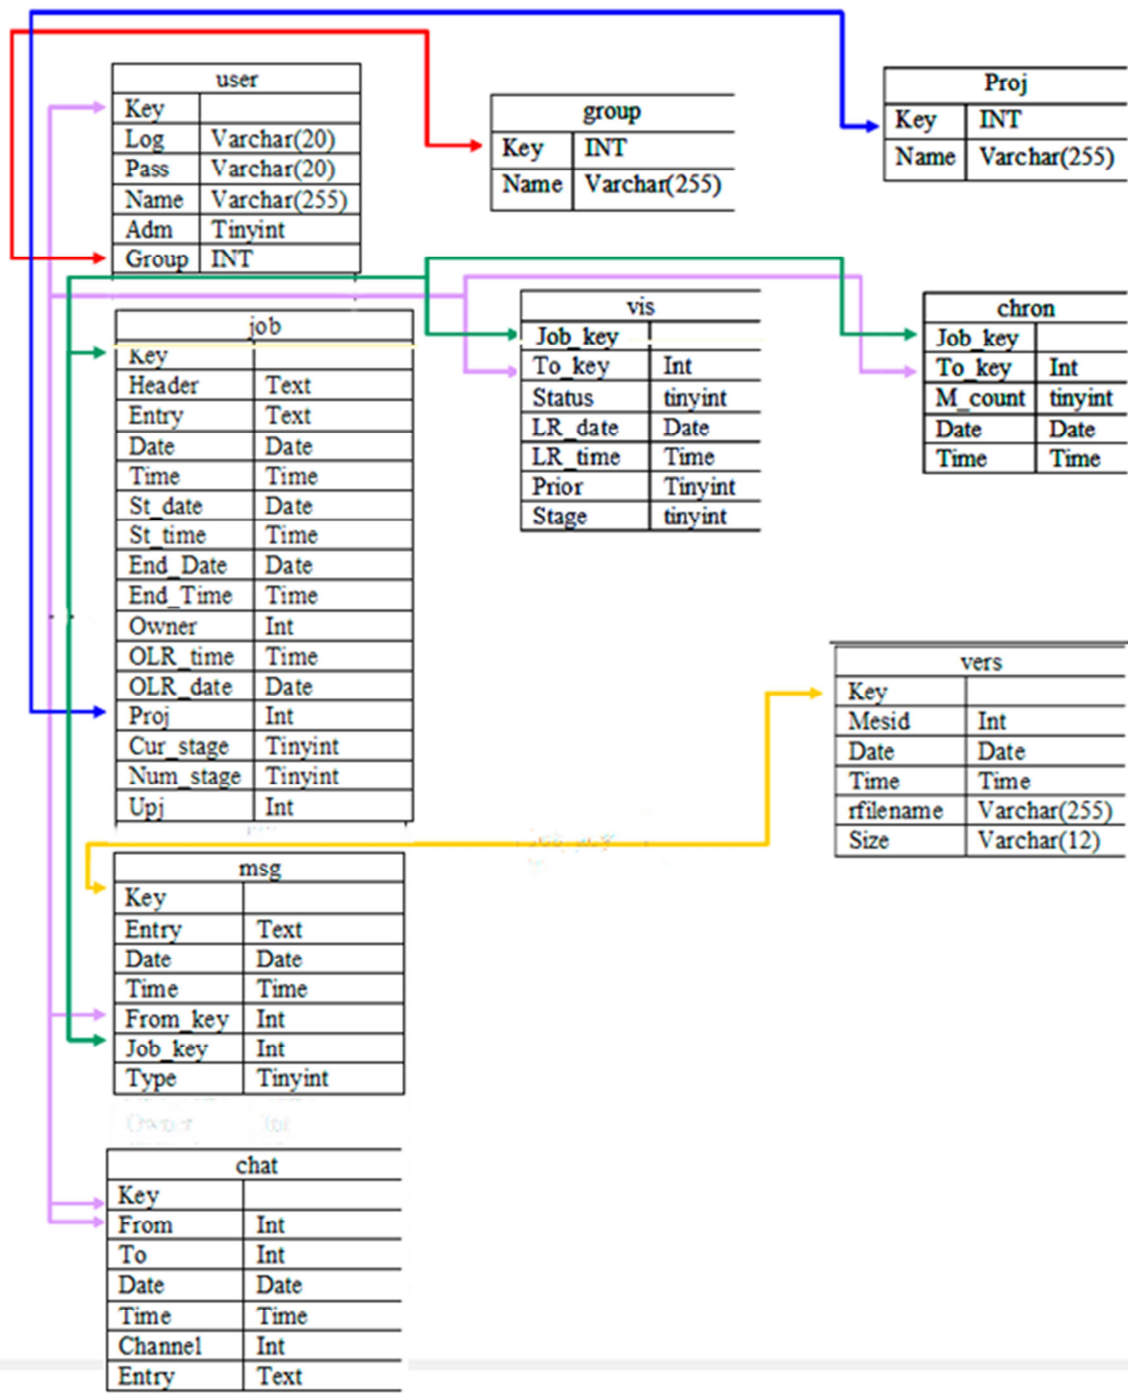 user
Key
Log Varchar(20)
Pass Varchar(20)
Name Varchar(255)
Adm Tinyint
Group INT
group
Key INT
Name Varchar(255)
Proj
Key INT
Name Varchar(255)
job
Key
Header Text
Entry Text
Date Date
Time Time
St_date Date
St_time Time
End_Date Date
End_Time Time
Owner Int
OLR_time Time
OLR_date Date
Proj Int
Cur_stage Tinyint
Num_stage Tinyint
Upj Int
vis
Job_key
To_key Int
Status tinyint
LR_date Date
LR_time Time
Prior Tinyint
Stage tinyint
chron
Job_key
To_key Int
M_count tinyint
Date Date
Time Time
vers
Key
Mesid Int
Date Date
Time Time
rfilename Varchar(255)
Size Varchar(12)
msg
Key
Entry Text
Date Date
Time Time
From_key Int
Job_key Int
Type Tinyint
Owner Int
chat
Key
From Int
To Int
Date Date
Time Time
Channel Int
Entry Text